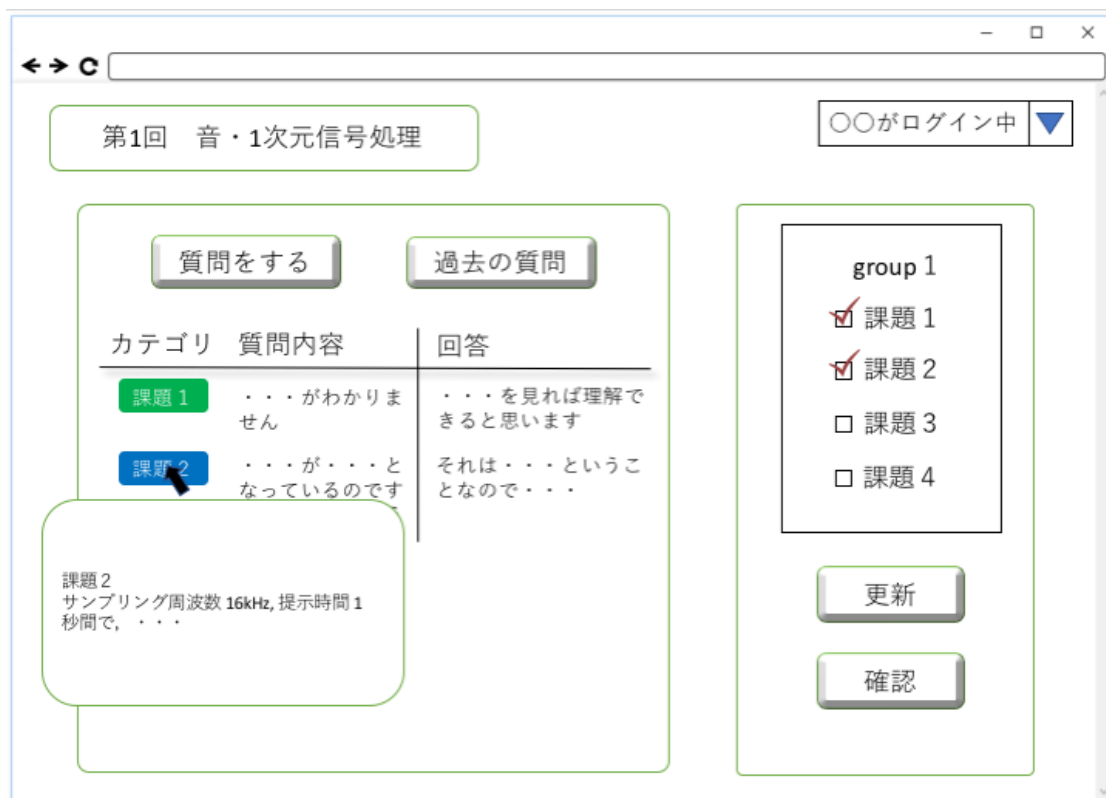 第1回　音・1次元信号処理
〇〇がログイン中
質問をする
過去の質問
カテゴリ
質問内容
回答
課題1
・・・がわかりま
せん
・・・を見れば理解で
きると思います
課題2
・・・が・・・と
なっているのです
それは・・・というこ
となので・・・
課題2
サンプリング周波数 16kHz, 提示時間 1
秒間で, ・・・
group 1
課題1
課題2
課題3
課題4
更新
確認